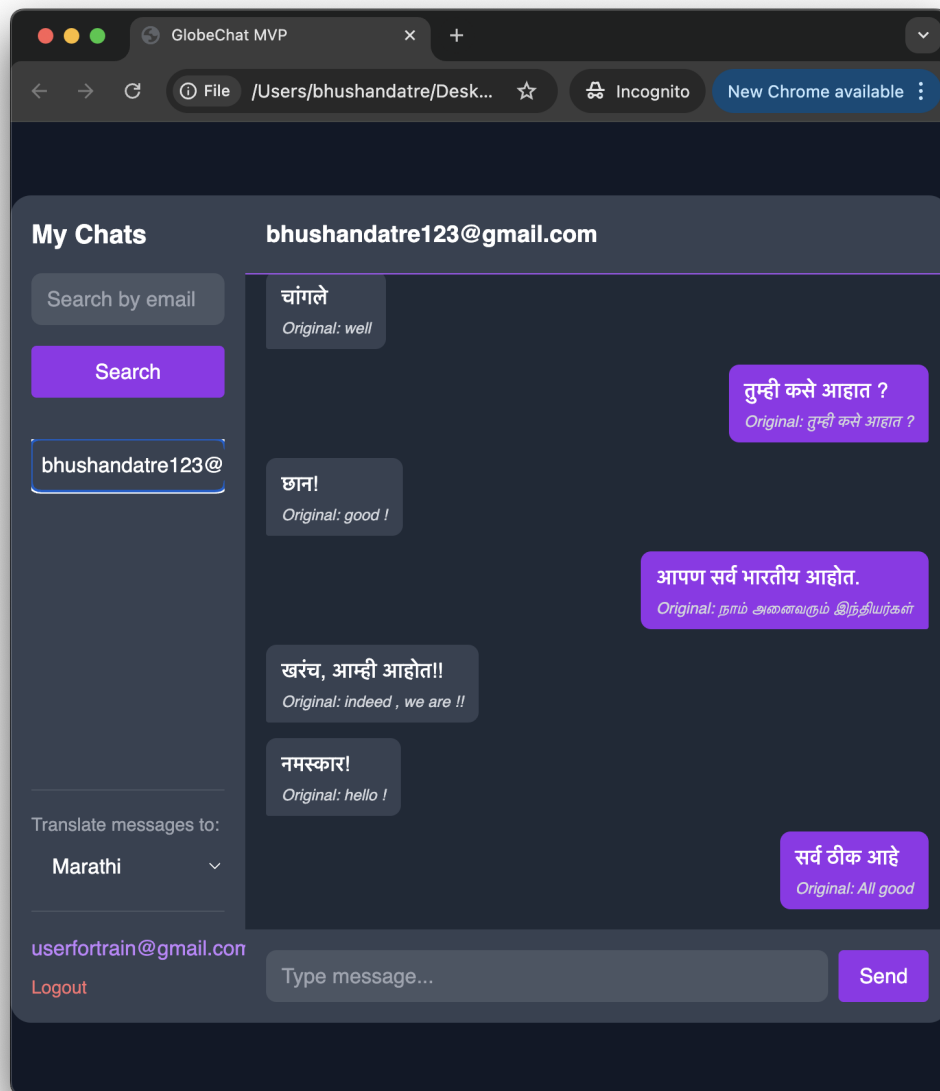 GlobeChat MVP
File
/Users/bhushandatre/Desk...
Incognito
New Chrome available
My Chats
Search by email
Search
bhushandatre123@
Translate messages to:
Marathi
userfortrain@gmail.com
Logout
bhushandatre123@gmail.com
चांगले
Original: well
तुम्ही कसे आहात ?
Original: तुम्ही कसे आहात ?
छान!
Original: good !
आपण सर्व भारतीय आहोत.
Original: நாம் அனைவரும் இந்தியர்கள்
खरंच, आम्ही आहोत!!
Original: indeed , we are !!
नमस्कार!
Original: hello !
सर्व ठीक आहे
Original: All good
Type message...
Send